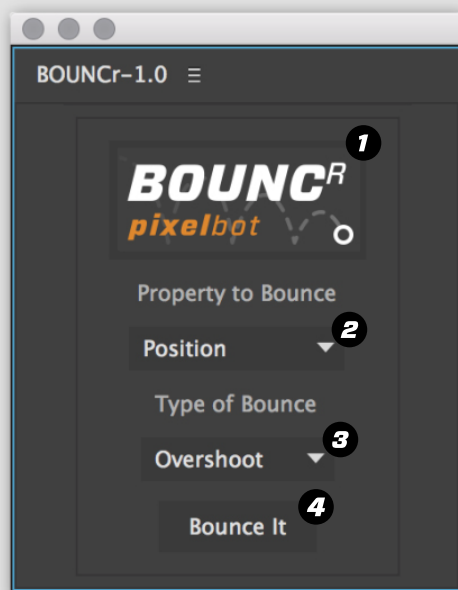 BOUNCr-1.0
1
BOUNCR
pixelbot
Property to Bounce
Position
2
Type of Bounce
Overshoot
3
Bounce It
4